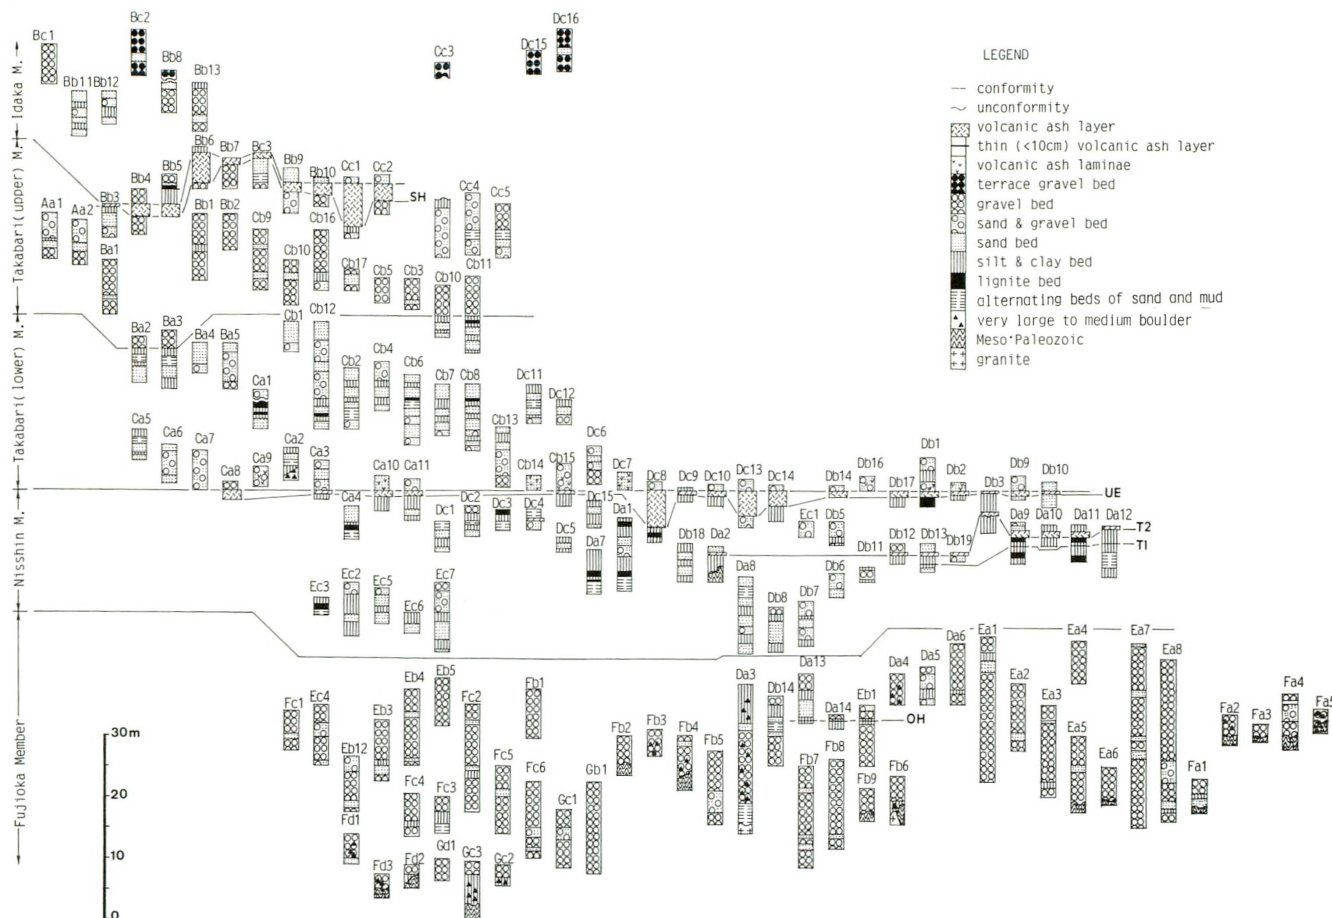 Bc2
Dc16
Bc1 Bb8 Cc3 Dc15
Bb11 Bb12 Bb13
Idaka M.
Bb6 Bb7 Bc3
Bb3 Bb4 Bb5 Bb9 Bb10 Cc1 Cc2
SH
Cc4 Cc5
Aa1 Aa2 Bb1 Bb2 Cb9 Cb16
Ba1 Cb10 Cb17 Cb5 Cb3 Cb10 Cb11
Takabari(upper) M.
Ba2 Ba3 Ba4 Ba5 Cb1 Cb12
Cb2 Cb4 Cb6 Cb7 Cb8 Dc11 Dc12
Ca1
Ca5 Ca6 Ca7 Ca8 Ca9 Ca2 Ca3 Ca10 Ca11 Cb13 Cb14 Cb15 Dc6 Dc7
Takabari(lower) M.
Dc8 Dc9 Dc10 Dc13 Dc14 Db14 Db16 Db17 Db1 Db2 Db3 Db9 Db10
UE
Ca4 Dc1 Dc2 Dc3 Dc4 Dc5 Dc15 Da1 Da7 Db18 Da2 Ec1 Db5 Db11 Db12 Db13 Db19 Da9 Da10 Da11 Da12
T2
T1
Nisshin M.
Ec3 Ec2 Ec5 Ec6 Ec7 Da8 Db8 Db7 Db6
Fc1 Ec4 Eb12 Eb3 Eb4 Eb5 Fc2 Fb1 Da3 Db14 Da13 Da14 Eb1 Da4 Da5 Da6 Ea1 Ea4 Ea7 Ea8
OH
Ea2 Ea3 Ea5 Ea6 Fa1 Fa2 Fa3 Fa4 Fa5
Fb2 Fb3 Fb4 Fb5 Fb7 Fb8 Fb9 Fb6
Fd1 Fc4 Fc3 Fc5 Fc6 Gc1 Gb1
Fd3 Fd2 Gd1 Gc3 Gc2
Fujioka Member
30m
20
10
0
LEGEND
conformity
unconformity
volcanic ash layer
thin (<10cm) volcanic ash layer
volcanic ash laminae
terrace gravel bed
gravel bed
sand & gravel bed
sand bed
silt & clay bed
lignite bed
alternating beds of sand and mud
very large to medium boulder
Meso·Paleozoic
granite